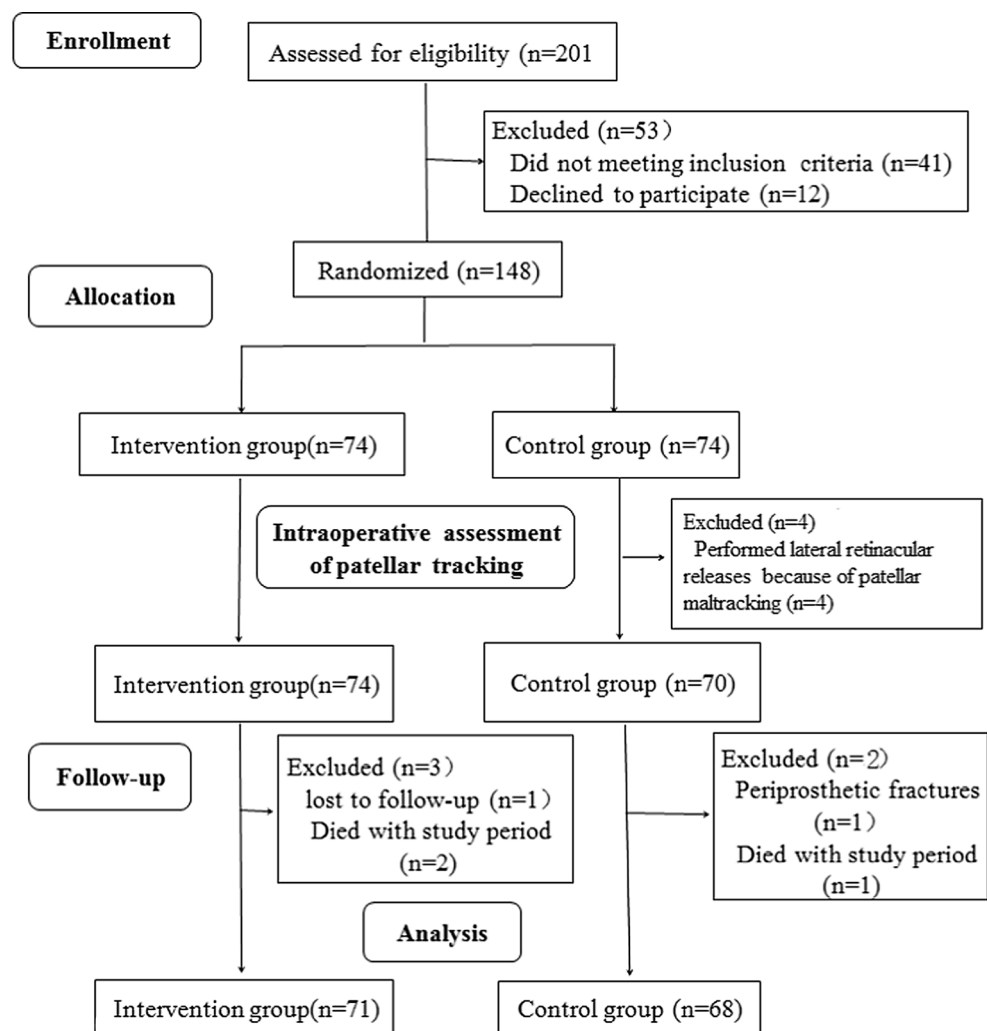 Enrollment
Assessed for eligibility (n=201
Excluded (n=53）
Did not meeting inclusion criteria (n=41)
Declined to participate (n=12)
Randomized (n=148)
Allocation
Intervention group(n=74)
Control group (n=74)
Intraoperative assessment
of patellar tracking
Excluded (n=4)
Performed lateral retinacular
releases because of patellar
maltracking (n=4)
Intervention group(n=74)
Control group (n=70)
Follow-up
Excluded (n=3）
lost to follow-up (n=1）
Died with study period
(n=2）
Excluded (n=2）
Periprosthetic fractures
(n=1）
Died with study period
(n=1）
Analysis
Intervention group(n=71)
Control group (n=68)